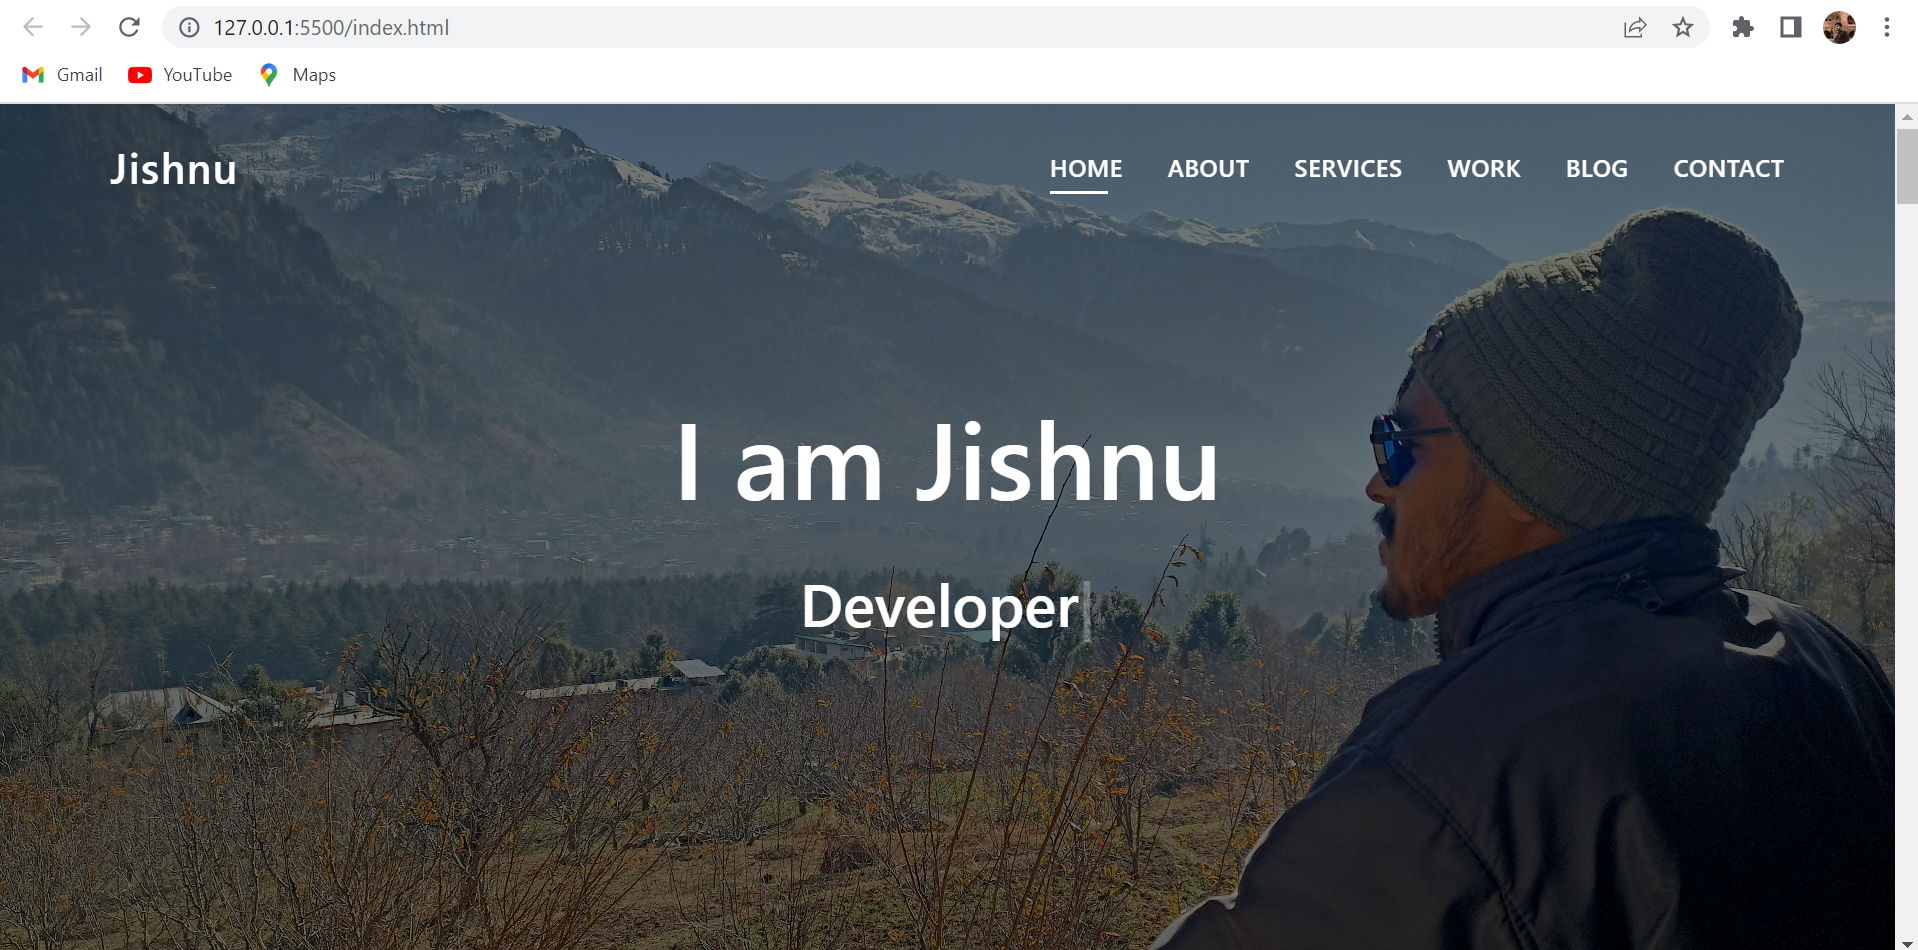 127.0.0.1:5500/index.html
Gmail YouTube Maps
Jishnu HOME ABOUT SERVICES WORK BLOG CONTACT
I am Jishnu
Developer